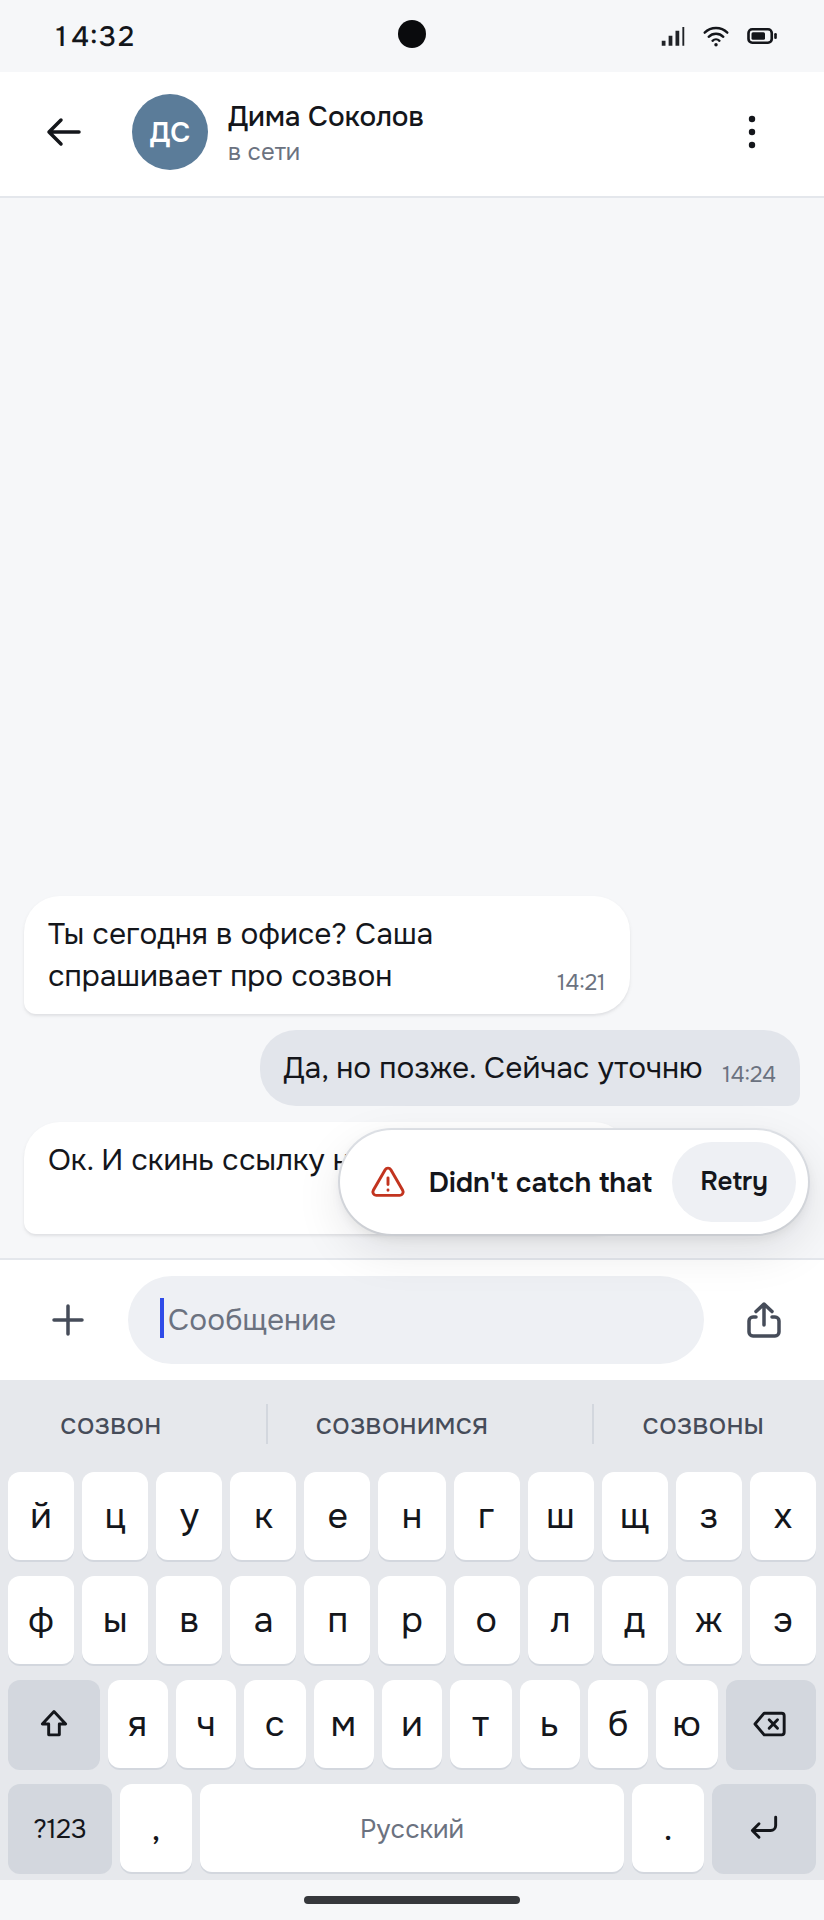 14:32
ДС
Дима Соколов
в сети
Ты сегодня в офисе? Саша
спрашивает про созвон 14:21
Да, но позже. Сейчас уточню 14:24
Ок. И скинь ссылку
Didn't catch that Retry
Сообщение
созвон созвонимся созвоны
й ц у к е н г ш щ з х
ф ы в а п р о л д ж э
я ч с м и т ь б ю
?123 , Русский .